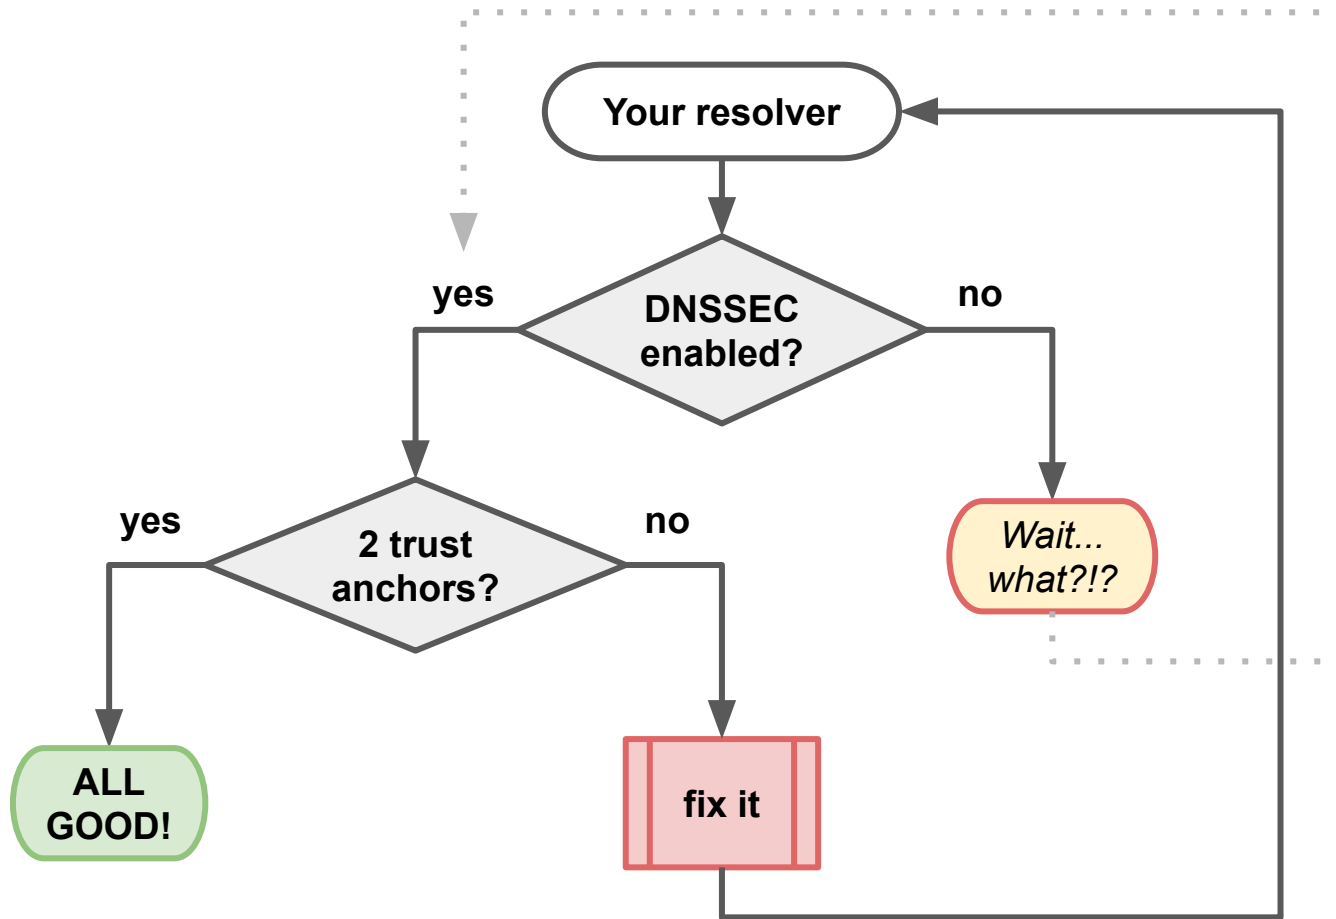 Your resolver
yes
DNSSEC
enabled?
no
yes
2 trust
anchors?
no
Wait...
what?!?
ALL
GOOD!
fix it